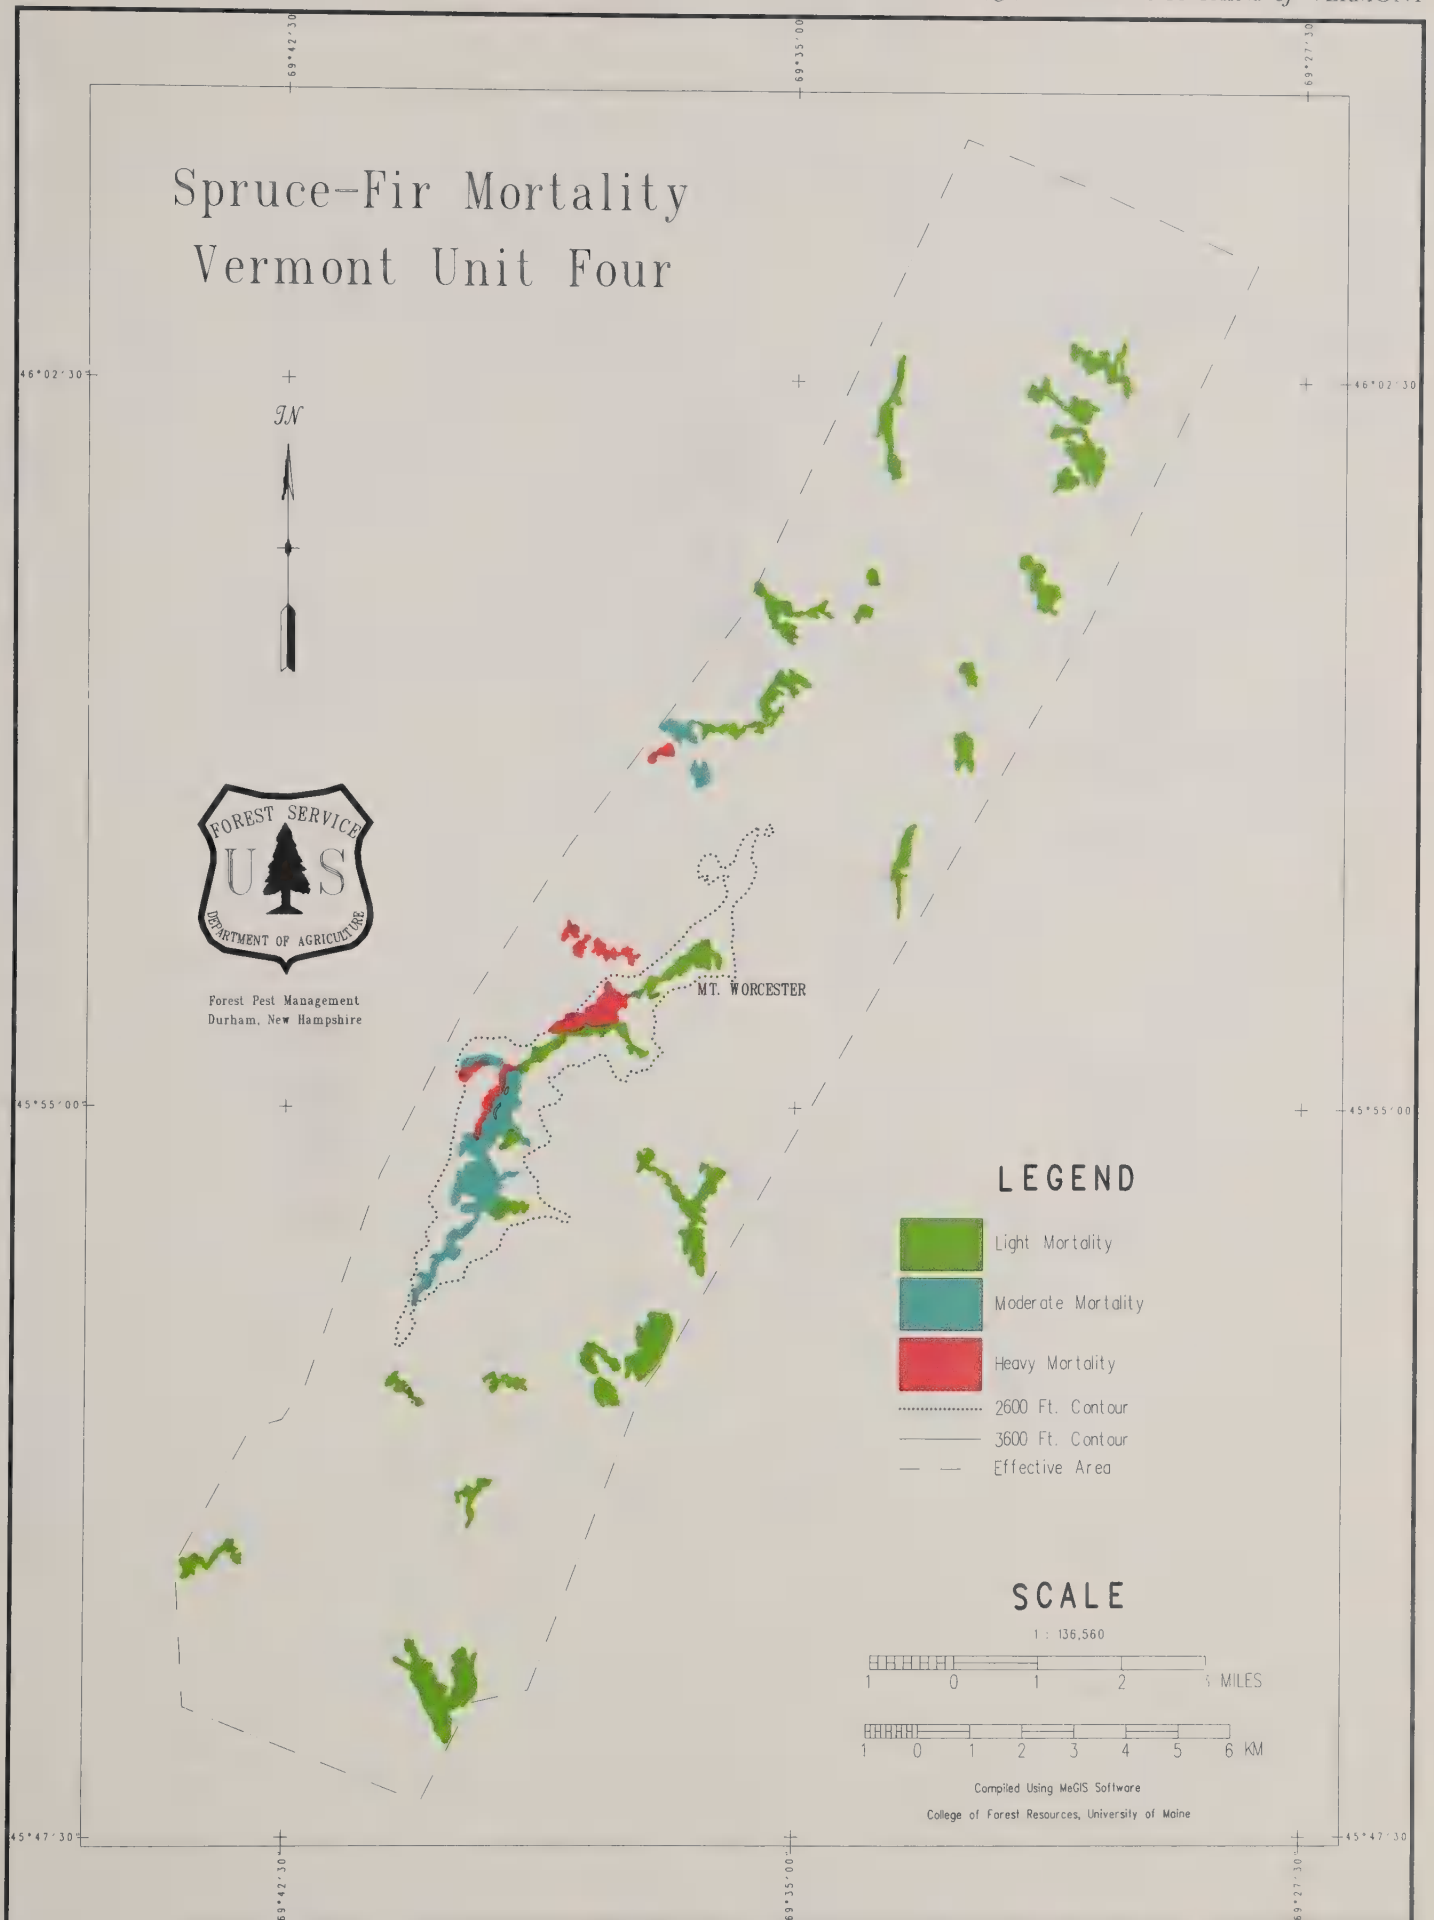 of VERMONT
69°42'30
69°35'00
69°27'30
Spruce-Fir Mortality
Vermont Unit Four
46°02'30
46°02'30
TN
FOREST SERVICE
U S
DEPARTMENT OF AGRICULTURE
Forest Pest Management
Durham, New Hampshire
MT. WORCESTER
45°55'00
45°55'00
LEGEND
Light Mortality
Moderate Mortality
Heavy Mortality
2600 Ft. Contour
3600 Ft. Contour
Effective Area
SCALE
1 : 136,560
1 0 1 2 MILES
1 0 1 2 3 4 5 6 KM
Compiled Using MeGIS Software
College of Forest Resources, University of Maine
45°47'30"
45°47'30
69°42'30"
69°35'00"
69°27'30"